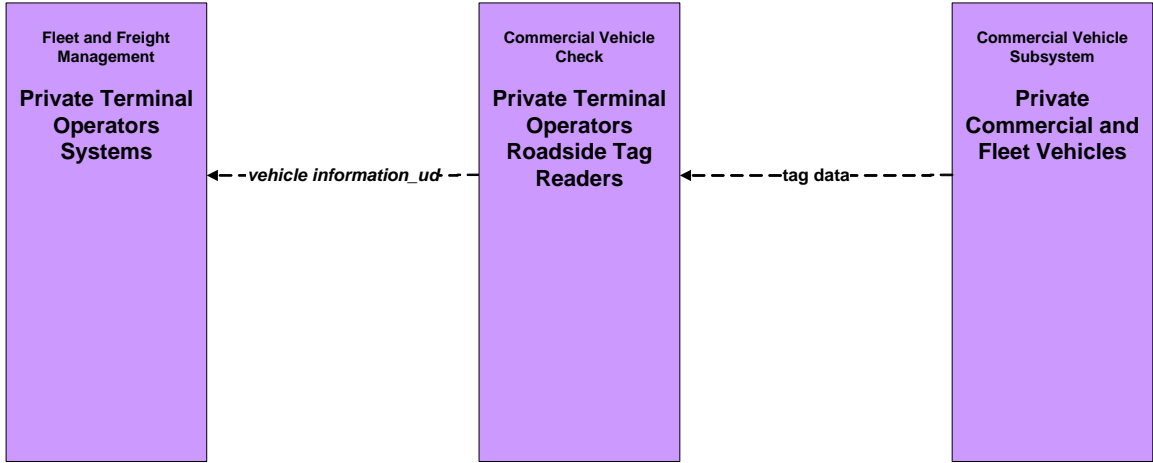 Fleet and Freight
Management
Private Terminal
Operators
Systems
vehicle information_ud
Commercial Vehicle
Check
Private Terminal
Operators
Roadside Tag
Readers
tag data
Commercial Vehicle
Subsystem
Private
Commercial and
Fleet Vehicles